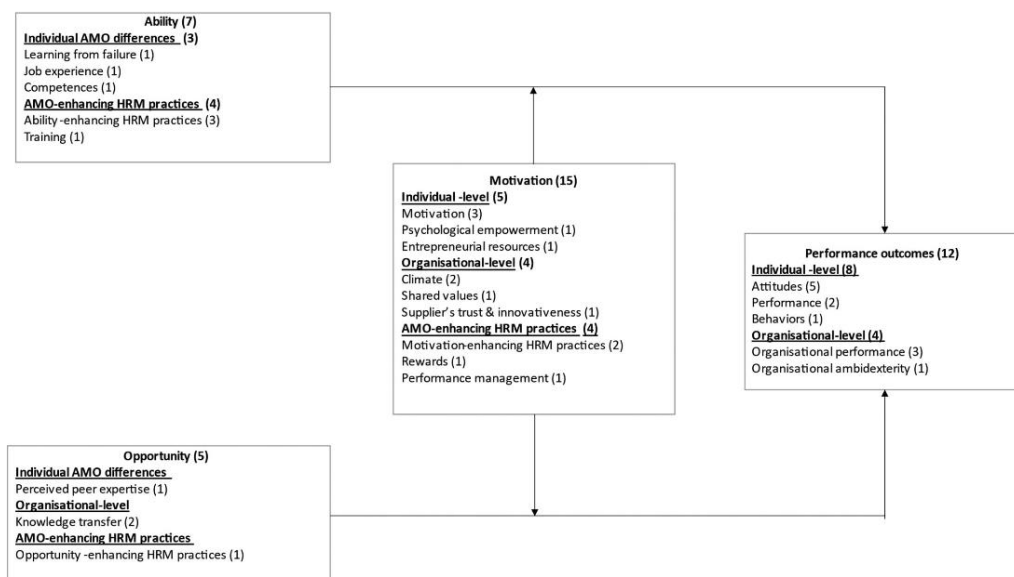 Ability (7)
Individual AMO differences (3)
Learning from failure (1)
Job experience (1)
Competences (1)
AMO-enhancing HRM practices (4)
Ability -enhancing HRM practices (3)
Training (1)
Motivation (15)
Individual -level (5)
Motivation (3)
Psychological empowerment (1)
Entrepreneurial resources (1)
Organisational-level (4)
Climate (2)
Shared values (1)
Supplier's trust & innovativeness (1)
AMO-enhancing HRM practices (4)
Motivation-enhancing HRM practices (2)
Rewards (1)
Performance management (1)
Performance outcomes (12)
Individual -level (8)
Attitudes (5)
Performance (2)
Behaviors (1)
Organisational-level (4)
Organisational performance (3)
Organisational ambidexterity (1)
Opportunity (5)
Individual AMO differences
Perceived peer expertise (1)
Organisational-level
Knowledge transfer (2)
AMO-enhancing HRM practices
Opportunity -enhancing HRM practices (1)